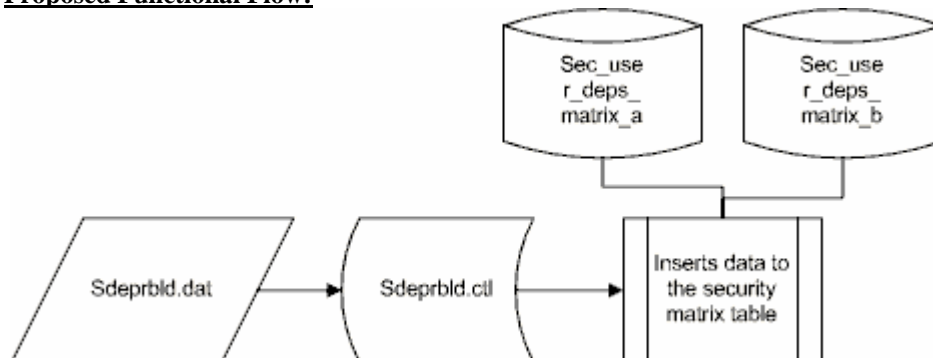 Proposed Functional Flow:
Sec_use
r_deps_
matrix_a
Sec_use
r_deps_
matrix_b
Sdeprbld.dat
Sdeprbld.ctl
Inserts data to
the security
matrix table